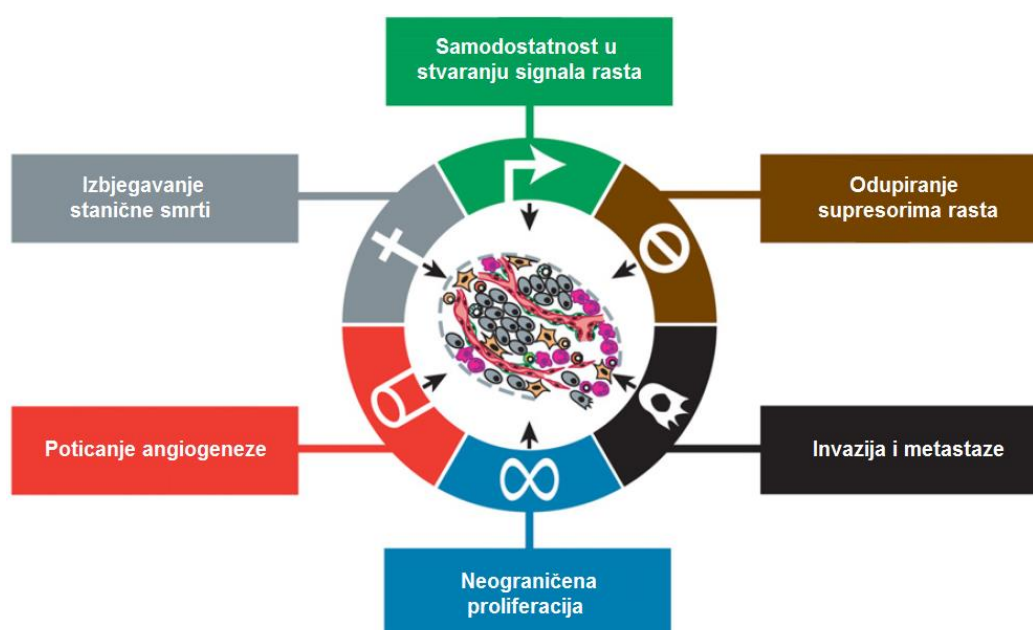 Samodostatnost u
stvaranju signala rasta
Izbjegavanje
stanične smrti
Odupiranje
supresorima rasta
Poticanje angiogeneze
Invazija i metastaze
Neograničena
proliferacija